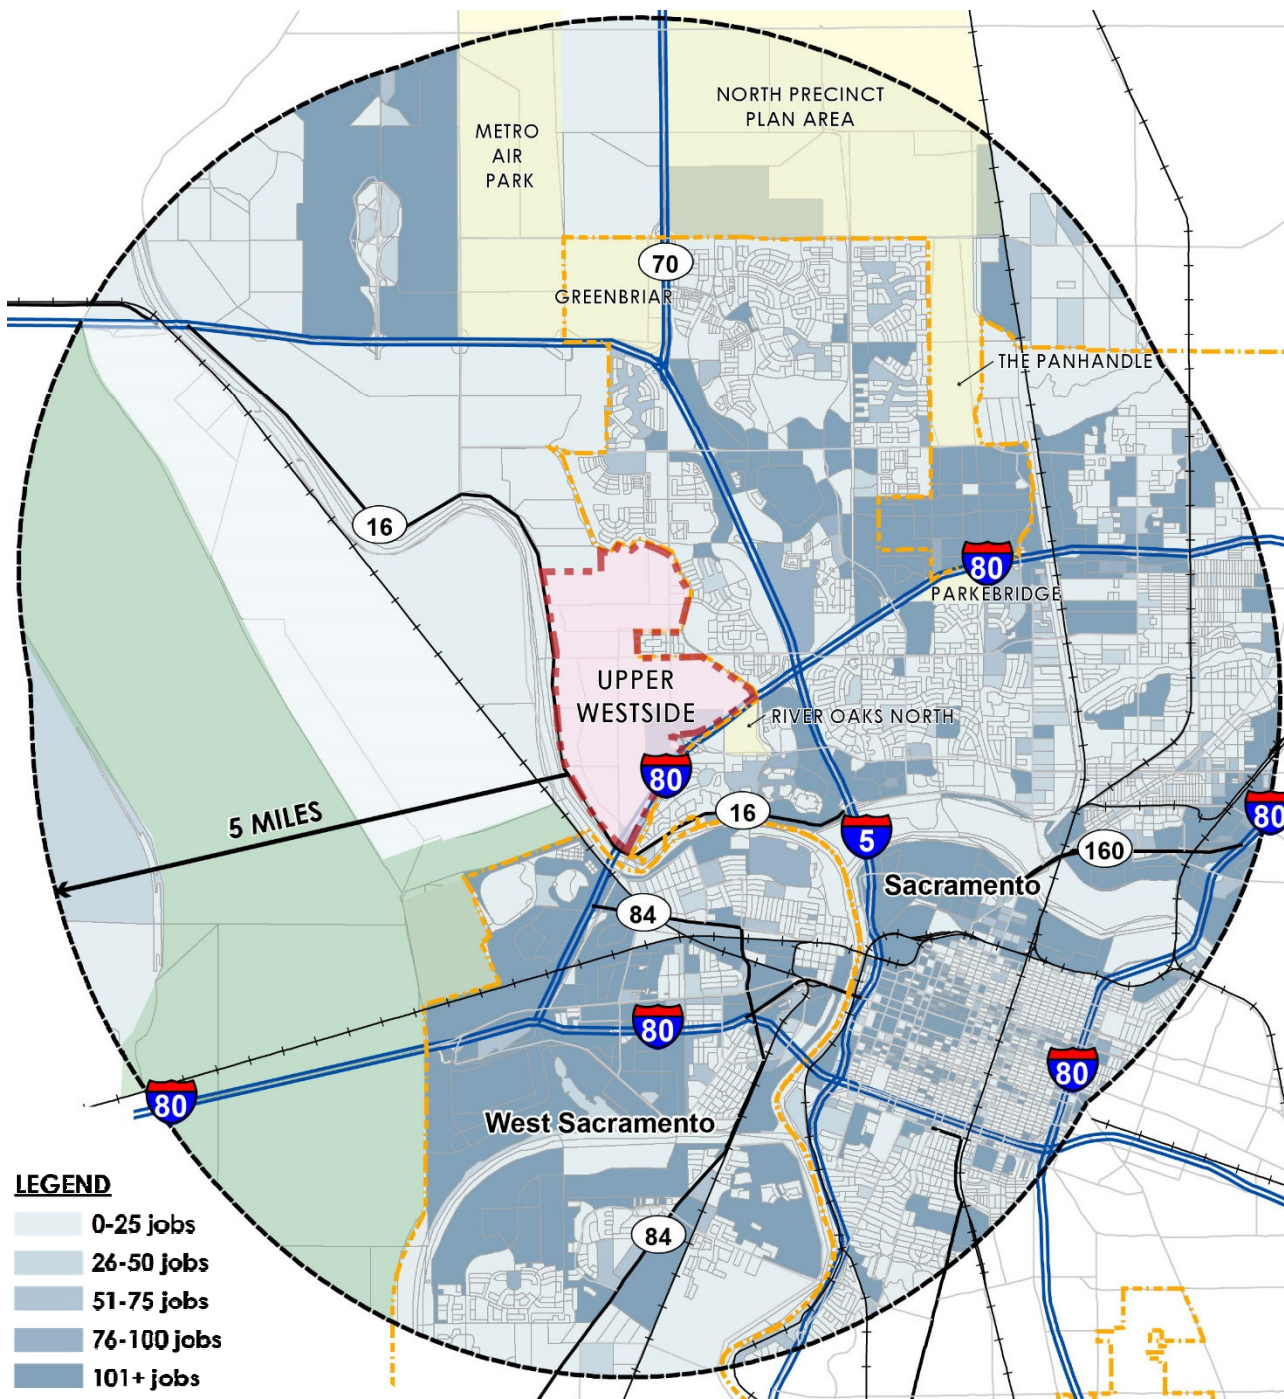 NORTH PRECINCT
PLAN AREA
METRO
AIR
PARK
70
GREENBRIAR
THE PANHANDLE
16
80
PARKEBRIDGE
UPPER
WESTSIDE
RIVER OAKS NORTH
80
5 MILES
16
5
80
160
Sacramento
84
80
80
80
West Sacramento
84
LEGEND
0-25 jobs
26-50 jobs
51-75 jobs
76-100 jobs
101+ jobs